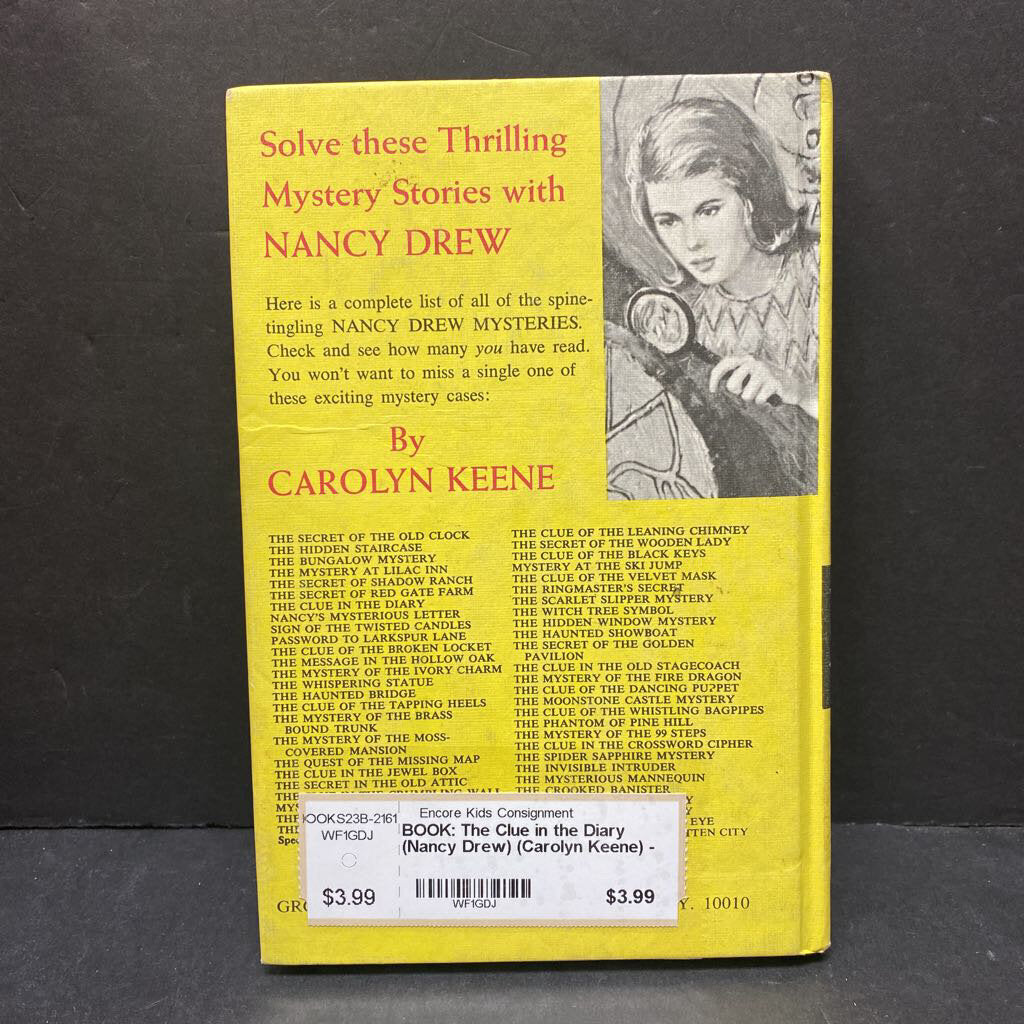 Solve these Thrilling
Mystery Stories with
NANCY DREW
Here is a complete list of all of the spine-
tingling NANCY DREW MYSTERIES.
Check and see how many you have read.
You won't want to miss a single one of
these exciting mystery cases:
By
CAROLYN KEENE
THE SECRET OF THE OLD CLOCK
THE HIDDEN STAIRCASE
THE BUNGALOW MYSTERY
THE MYSTERY AT LILAC INN
THE SECRET OF SHADOW RANCH
THE SECRET OF RED GATE FARM
THE CLUE IN THE DIARY
NANCY'S MYSTERIOUS LETTER
SIGN OF THE TWISTED CANDLES
PASSWORD TO LARKSPUR LANE
THE CLUE OF THE BROKEN LOCKET
THE MESSAGE IN THE HOLLOW OAK
THE MYSTERY OF THE IVORY CHARM
THE WHISPERING STATUE
THE HAUNTED BRIDGE
THE CLUE OF THE TAPPING HEELS
THE MYSTERY OF THE BRASS
BOUND TRUNK
THE MYSTERY OF THE MOSS-
COVERED MANSION
THE QUEST OF THE MISSING MAP
THE CLUE IN THE JEWEL BOX
THE SECRET IN THE OLD ATTIC
THE CLUE IN THE CRUMBLING WALL
THE CLUE OF THE LEANING CHIMNEY
THE SECRET OF THE WOODEN LADY
THE CLUE OF THE BLACK KEYS
MYSTERY AT THE SKI JUMP
THE CLUE OF THE VELVET MASK
THE RINGMASTER'S SECRET
THE SCARLET SLIPPER MYSTERY
THE WITCH TREE SYMBOL
THE HIDDEN WINDOW MYSTERY
THE HAUNTED SHOWBOAT
THE SECRET OF THE GOLDEN
PAVILION
THE CLUE IN THE OLD STAGECOACH
THE MYSTERY OF THE FIRE DRAGON
THE CLUE OF THE DANCING PUPPET
THE MOONSTONE CASTLE MYSTERY
THE CLUE OF THE WHISTLING BAGPIPES
THE PHANTOM OF PINE HILL
THE MYSTERY OF THE 99 STEPS
THE CLUE IN THE CROSSWORD CIPHER
THE SPIDER SAPPHIRE MYSTERY
THE INVISIBLE INTRUDER
THE MYSTERIOUS MANNEQUIN
THE CROOKED BANISTER
EYE
TTEN CITY
OOKS23B-2161
WF1GDJ
$3.99
Encore Kids Consignment
BOOK: The Clue in the Diary
(Nancy Drew) (Carolyn Keene) -
WF1GDJ
$3.99
Y. 10010